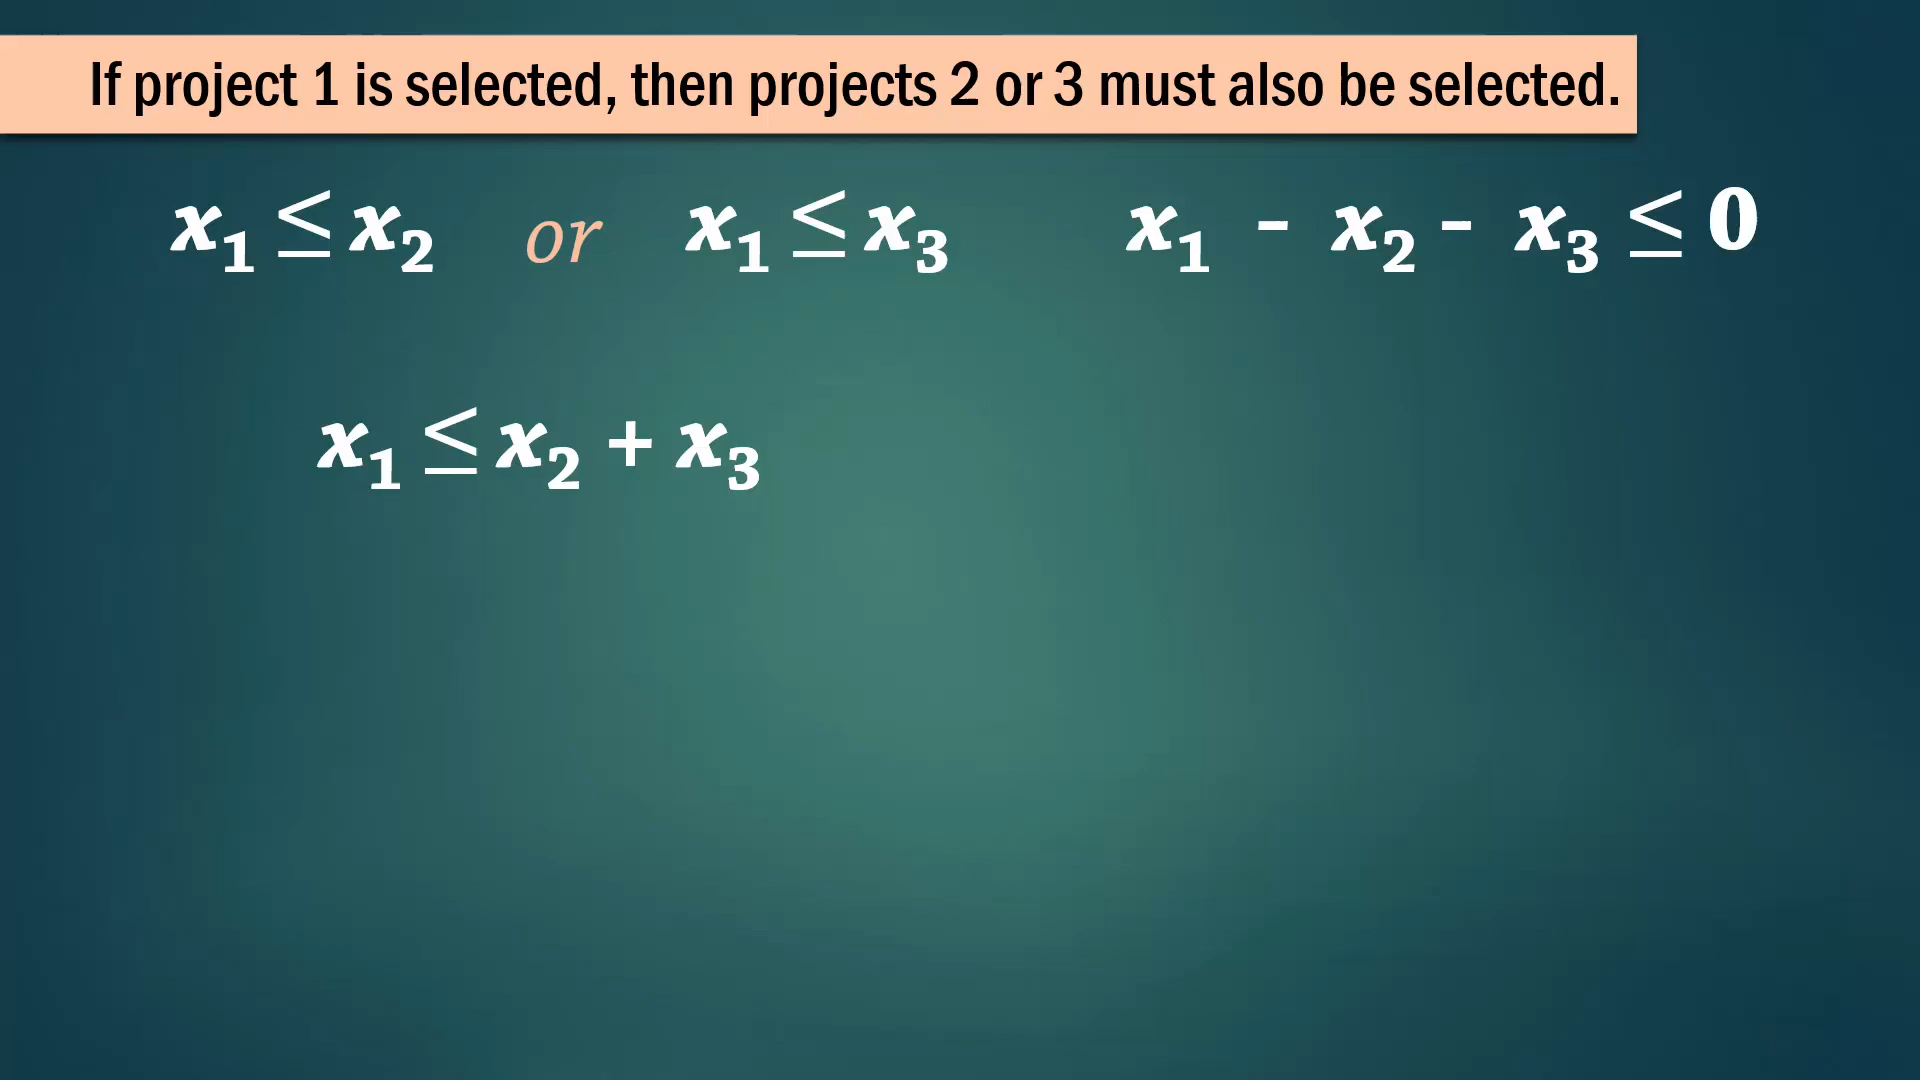 If project 1 is selected, then projects 2 or 3 must also be selected.
x₁ ≤ x₂ or x₁ ≤ x₃ x₁ - x₂ - x₃ ≤ 0
x₁ ≤ x₂ + x₃